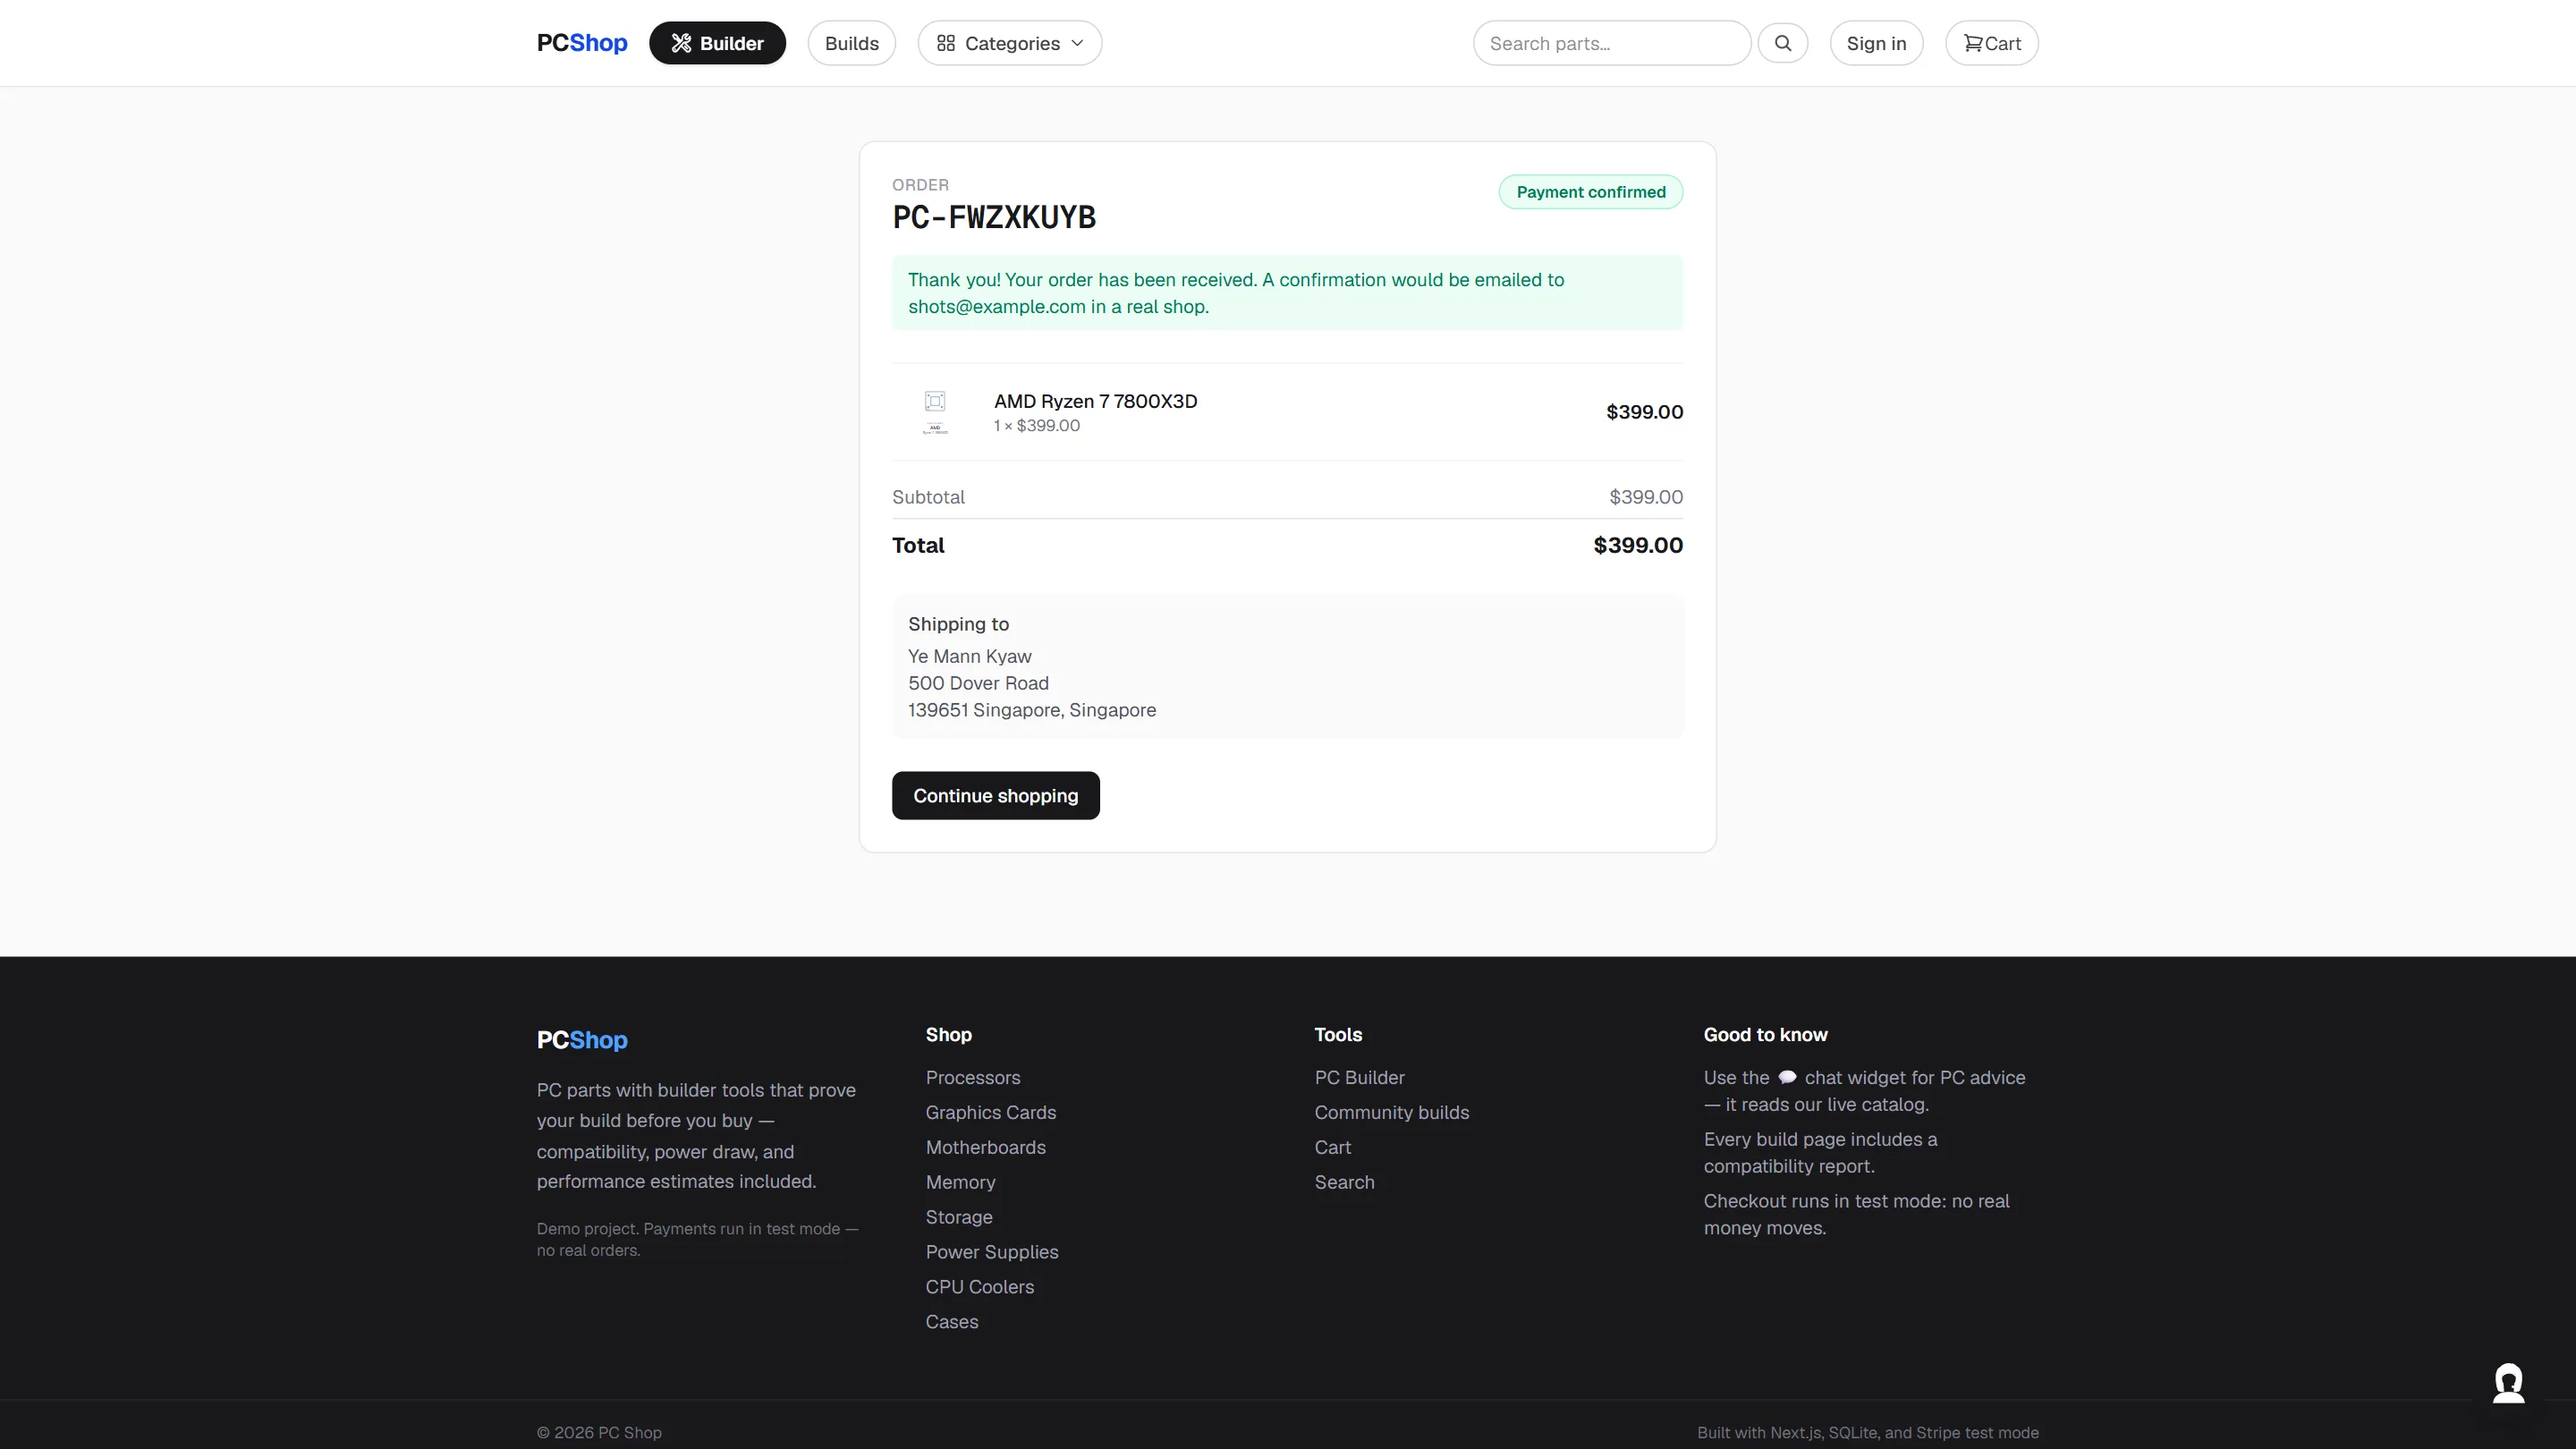 PCShop
Builder
Builds
Categories
Search parts...
Sign in
Cart
ORDER
PC-FWZXKUYB
Payment confirmed
Thank you! Your order has been received. A confirmation would be emailed to
shots@example.com in a real shop.
AMD Ryzen 7 7800X3D
1 × $399.00
$399.00
AMD
Subtotal
$399.00
Total
$399.00
Shipping to
Ye Mann Kyaw
500 Dover Road
139651 Singapore, Singapore
Continue shopping
PCShop
PC parts with builder tools that prove
your build before you buy —
compatibility, power draw, and
performance estimates included.
Demo project. Payments run in test mode —
no real orders.
Shop
Processors
Graphics Cards
Motherboards
Memory
Storage
Power Supplies
CPU Coolers
Cases
Tools
PC Builder
Community builds
Cart
Search
Good to know
Use the 💬 chat widget for PC advice
— it reads our live catalog.
Every build page includes a
compatibility report.
Checkout runs in test mode: no real
money moves.
© 2026 PC Shop
Built with Next.js, SQLite, and Stripe test mode